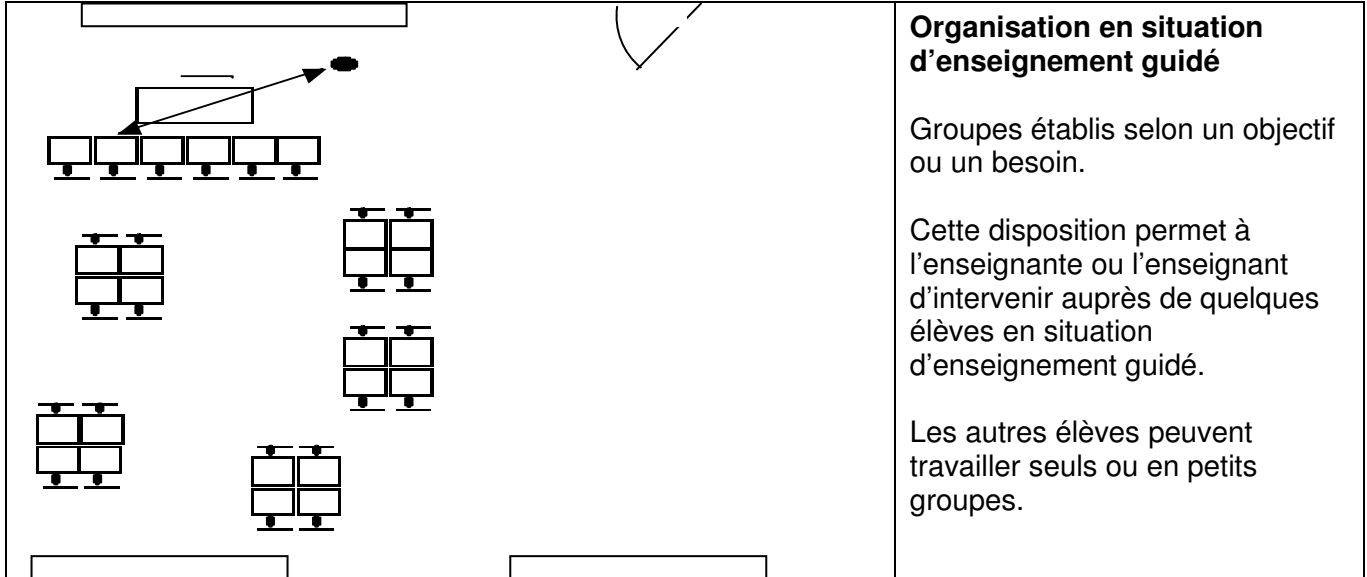 Organisation en situation
d’enseignement guidé
Groupes établis selon un objectif
ou un besoin.
Cette disposition permet à
l’enseignante ou l’enseignant
d’intervenir auprès de quelques
élèves en situation
d’enseignement guidé.
Les autres élèves peuvent
travailler seuls ou en petits
groupes.